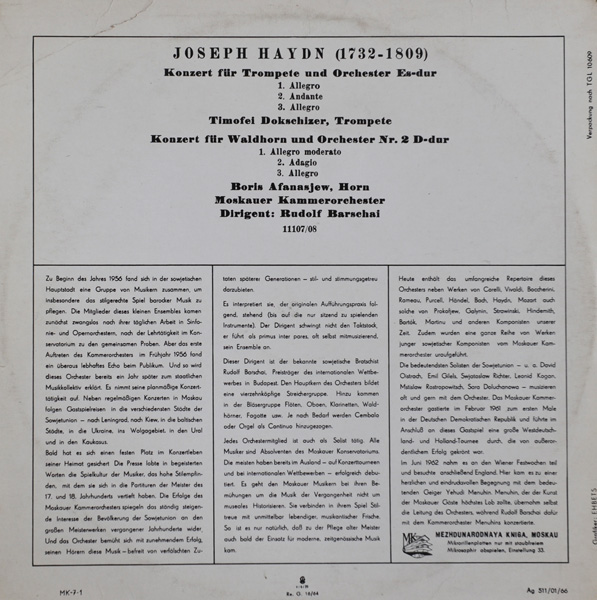 JOSEPH HAYDN (1732-1809)
Konzert für Trompete und Orchester Es-dur
1. Allegro
2. Andante
3. Allegro
Timofei Dokschizer, Trompete
Konzert für Waldhorn und Orchester Nr. 2 D-dur
1. Allegro moderato
2. Adagio
3. Allegro
Boris Afanasjew, Horn
Moskauer Kammerorchester
Dirigent: Rudolf Barschai
11107/08
Zu Beginn des Jahres 1956 fand sich in der sowjetischen
Hauptstadt eine Gruppe von Musikern zusammen, um
insbesondere das stilgerechte Spiel barocker Musik zu
pflegen. Die Mitglieder dieses kleinen Ensembles kamen
zunächst zwangslos nach ihrer täglichen Arbeit in Sinfo-
nie- und Opernorchestern, nach der Lehrtätigkeit im Kon-
servatorium zu den gemeinsamen Proben. Aber das erste
Auftreten des Kammerorchesters im Frühjahr 1956 fand
ein überaus lebhaftes Echo beim Publikum. Und so wird
dieses Orchester bereits ein Jahr später zum staatlichen
Musikkollektiv erklärt. Es nimmt seine planmäßige Konzert-
tätigkeit auf. Neben regelmäßigen Konzerten in Moskau
folgen Gastspielreisen in die verschiedensten Städte der
Sowjetunion – nach Leningrad, nach Kiew, in die baltischen
Städte, in die Ukraine, ins Wolgagebiet, in den Ural
und in den Kaukasus.
Bald hat es sich einen festen Platz im Konzertleben
seiner Heimat gesichert. Die Presse lobte in begeisterten
Worten die Spielkultur der Musiker, das hohe Stilempfin-
den, mit dem sie sich in die Partituren der Meister des
17. und 18. Jahrhunderts vertieft haben. Die Erfolge des
Moskauer Kammerorchesters spiegeln das ständig steigen-
de Interesse der Bevölkerung der Sowjetunion an den
großen Meisterwerken vergangener Jahrhunderte wider,
Und das Orchester bemüht sich mit zunehmendem Erfolg,
seinen Hörern diese Musik – befreit von verfälschten Zu-
taten späterer Generationen – stil- und stimmungsgetreu
darzubieten.
Es interpretiert sie, der originalen Aufführungspraxis fol-
gend, stehend (bis auf die nur sitzend zu spielenden
Instrumente). Der Dirigent schwingt nicht den Taktstock,
er führt als primus inter pares, oft selbst mitmusizierend,
sein Ensemble an.
Dieser Dirigent ist der bekannte sowjetische Bratschist
Rudolf Barschai, Preisträger des internationalen Wettbe-
werbes in Budapest. Den Hauptkern des Orchesters bildet
eine vierzehnköpfige Streichergruppe. Hinzu kommen
in der Bläsergruppe Flöten, Oboen, Klarinetten, Wald-
hörner, Fagotte usw. Je nach Bedarf werden Cembalo
oder Orgel als Continuo hinzugezogen.
Jedes Orchestermitglied ist auch als Solist tätig. Alle
Musiker sind Absolventen des Moskauer Konservatoriums.
Die meisten haben bereits im Ausland – auf Konzerttourneen
und bei internationalen Wettbewerben – erfolgreich debu-
tiert. Es geht den Moskauer Musikern bei ihren Be-
mühungen um die Musik der Vergangenheit nicht um
museales Historisieren. Sie verbinden in ihrem Spiel Stil-
treue mit unmittelbar lebendiger, musikantischer Frische.
So ist es nur natürlich, daß zu der Pflege alter Meister
auch bald der Einsatz für moderne, zeitgenössische Musik
kam.
Heute enthält das umfangreiche Repertoire dieses
Orchesters neben Werken von Corelli, Vivaldi, Boccherini,
Rameau, Purcell, Händel, Bach, Haydn, Mozart auch
solche von Prokofjew, Galynin, Strawinski, Hindemith,
Bartók, Martinu und anderen Komponisten unserer
Zeit. Zudem wurden eine ganze Reihe von Werken
junger sowjetischer Komponisten vom Moskauer Kam-
merorchester uraufgeführt.
Die bedeutendsten Solisten der Sowjetunion – u. a. David
Oistrach, Emil Gilels, Swjatoslaw Richter, Leonid Kogan,
Mstislaw Rostropowitsch, Sara Doluchanowa – musizieren
oft und gern mit dem Orchester. Das Moskauer Kammer-
orchester gastierte im Februar 1961 zum ersten Male
in der Deutschen Demokratischen Republik und führte im
Anschluß an dieses Gastspiel eine große Westdeutsch-
land- und Holland-Tournee durch, die von außeror-
dentlichem Erfolg gekrönt war.
Im Juni 1962 nahm es an den Wiener Festwochen teil
und besuchte anschließend England. Hier kam es zu einer
herzlichen und eindrucksvollen Begegnung mit dem bedeu-
tenden Geiger Yehudi Menuhin. Menuhin, der der Kunst
der Moskauer Gäste höchstes Lob zollte, übernahm selbst
die Leitung des Orchesters, während Rudolf Barschai dafür
mit dem Kammerorchester Menuhins konzertierte.
MK
MEZHDUNARODNAYA KNIGA, MOSKAU
Mikrorillenplatten nur mit staubfreiem
Mikrosaphir abspielen, Einstellung 33.
MK-7-1
Ra. G. 16/64
Ag 511/01/66
Verpackung nach TGL 10609
Grafiker: EMBETS